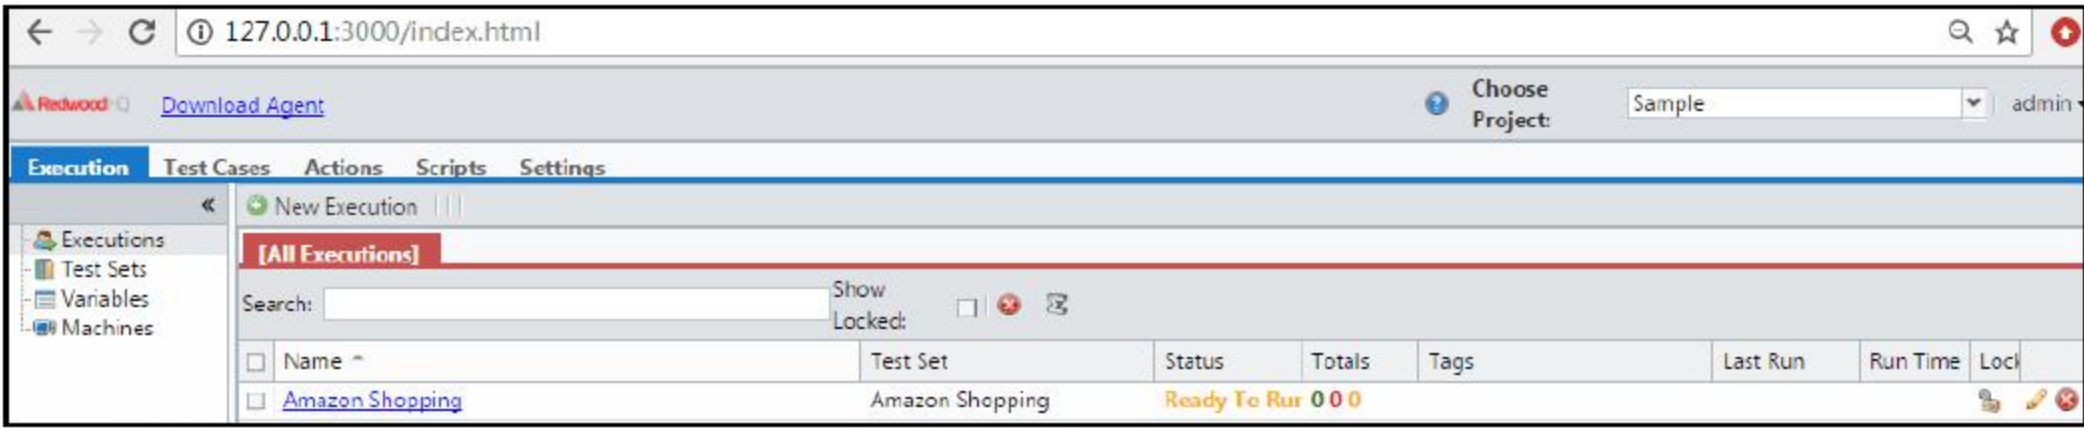 127.0.0.1:3000/index.html
Redwood HQ Download Agent
Choose Project: Sample admin
Execution Test Cases Actions Scripts Settings
« New Execution
Executions
[All Executions]
Test Sets
Variables
Machines
Search: Show Locked:
Name Test Set Status Totals Tags Last Run Run Time Lock
Amazon Shopping Amazon Shopping Ready To Rur 0 0 0